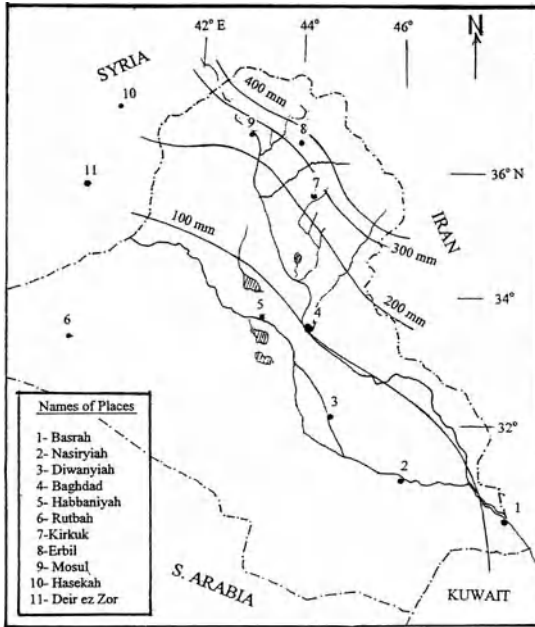 42° E
44°
46°
N
SYRIA
10
400 mm
9
8
11
36° N
7
IRAN
100 mm
300 mm
200 mm
34°
5
4
6
3
32°
2
1
Names of Places
1- Basrah
2- Nasiryiah
3- Diwanyiah
4- Baghdad
5- Habbaniyah
6- Rutbah
7-Kirkuk
8-Erbil
9- Mosul
10- Hasekah
11- Deir ez Zor
S. ARABIA
KUWAIT